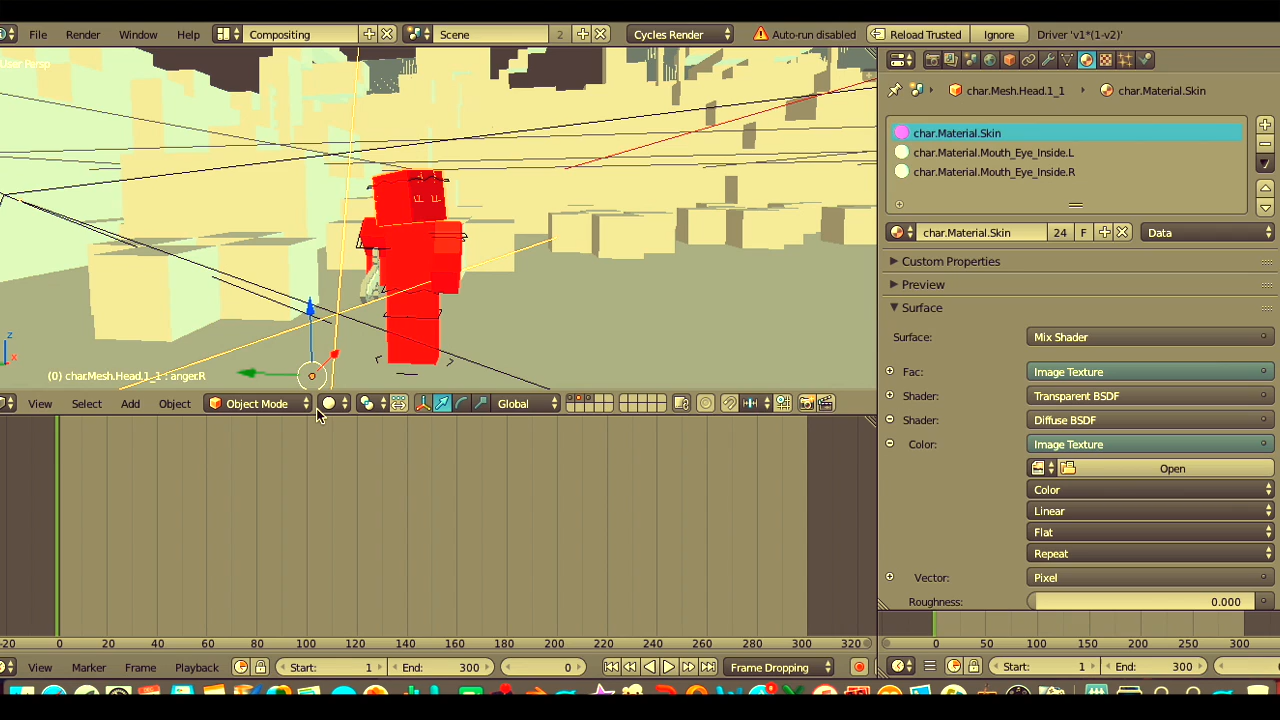 File Render Window Help Compositing Scene 2 Cycles Render Auto-run disabled Reload Trusted Ignore Driver 'v1*(1-v2)'
User Persp
char.Mesh.Head.1_1 char.Material.Skin
char.Material.Skin
char.Material.Mouth_Eye_Inside.L
char.Material.Mouth_Eye_Inside.R
char.Material.Skin 24 F Data
Custom Properties
Preview
Surface
Surface: Mix Shader
Fac: Image Texture
Shader: Transparent BSDF
Shader: Diffuse BSDF
Color: Image Texture
Open
Color
Linear
Flat
Repeat
Vector: Pixel
Roughness: 0.000
z
x
(0) char.Mesh.Head.1_1 : anger.R
View Select Add Object Object Mode Global
-20 0 20 40 60 80 100 120 140 160 180 200 220 240 260 280 300 320
0 50 100 150 200 250 300
View Marker Frame Playback Start: 1 End: 300 0 Frame Dropping
Start: 1 End: 300